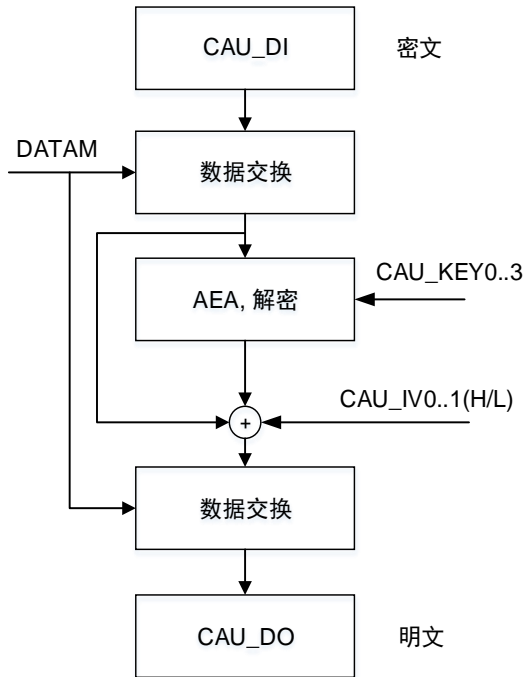 CAU_DI
密文
DATAM
数据交换
CAU_KEY0..3
AEA, 解密
CAU_IV0..1(H/L)
+
数据交换
CAU_DO
明文